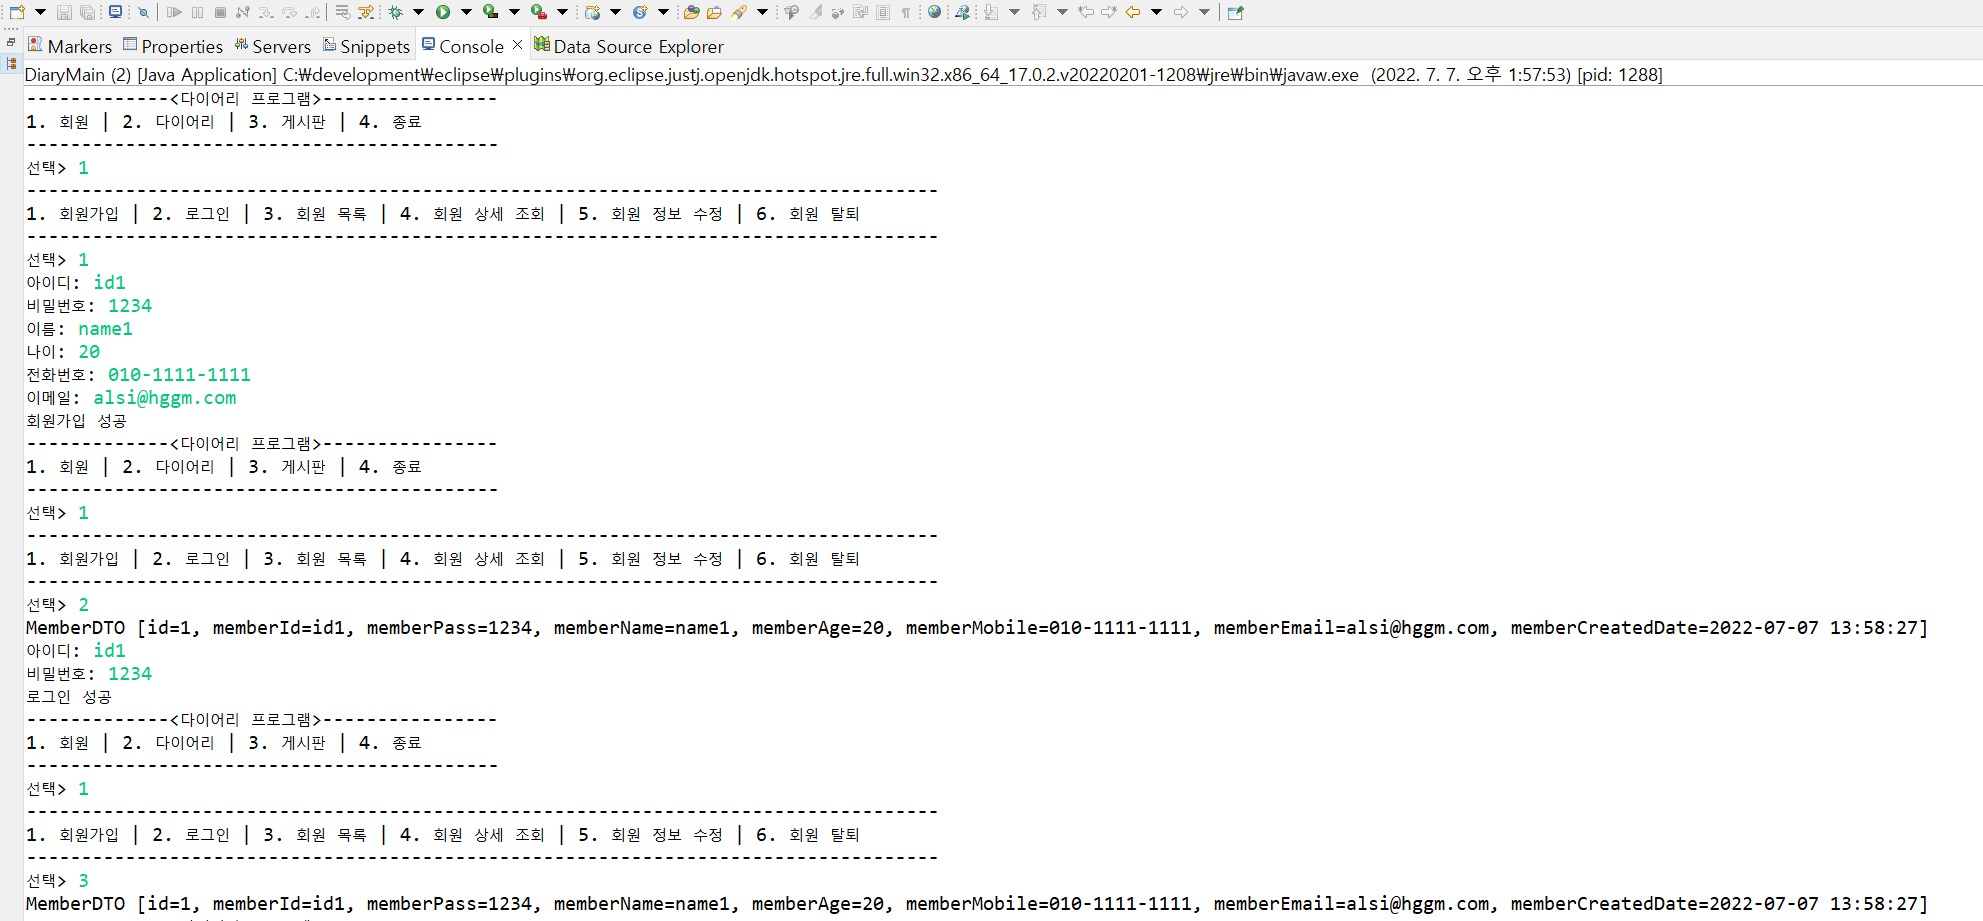 Markers Properties Servers Snippets Console Data Source Explorer
DiaryMain (2) [Java Application] C:₩development₩eclipse₩plugins₩org.eclipse.justj.openjdk.hotspot.jre.full.win32.x86_64_17.0.2.v20220201-1208₩jre₩bin₩javaw.exe (2022. 7. 7. 오후 1:57:53) [pid: 1288]
-------------<다이어리 프로그램>----------------
1. 회원 | 2. 다이어리 | 3. 게시판 | 4. 종료
-------------------------------------------
선택> 1
-----------------------------------------------------------------------------------
1. 회원가입 | 2. 로그인 | 3. 회원 목록 | 4. 회원 상세 조회 | 5. 회원 정보 수정 | 6. 회원 탈퇴
-----------------------------------------------------------------------------------
선택> 1
아이디: id1
비밀번호: 1234
이름: name1
나이: 20
전화번호: 010-1111-1111
이메일: alsi@hggm.com
회원가입 성공
-------------<다이어리 프로그램>----------------
1. 회원 | 2. 다이어리 | 3. 게시판 | 4. 종료
-------------------------------------------
선택> 1
-----------------------------------------------------------------------------------
1. 회원가입 | 2. 로그인 | 3. 회원 목록 | 4. 회원 상세 조회 | 5. 회원 정보 수정 | 6. 회원 탈퇴
-----------------------------------------------------------------------------------
선택> 2
MemberDTO [id=1, memberId=id1, memberPass=1234, memberName=name1, memberAge=20, memberMobile=010-1111-1111, memberEmail=alsi@hggm.com, memberCreatedDate=2022-07-07 13:58:27]
아이디: id1
비밀번호: 1234
로그인 성공
-------------<다이어리 프로그램>----------------
1. 회원 | 2. 다이어리 | 3. 게시판 | 4. 종료
-------------------------------------------
선택> 1
-----------------------------------------------------------------------------------
1. 회원가입 | 2. 로그인 | 3. 회원 목록 | 4. 회원 상세 조회 | 5. 회원 정보 수정 | 6. 회원 탈퇴
-----------------------------------------------------------------------------------
선택> 3
MemberDTO [id=1, memberId=id1, memberPass=1234, memberName=name1, memberAge=20, memberMobile=010-1111-1111, memberEmail=alsi@hggm.com, memberCreatedDate=2022-07-07 13:58:27]